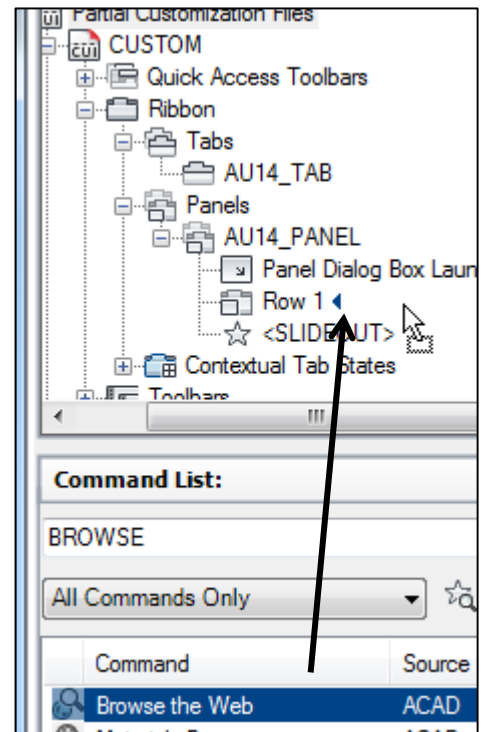 Partial Customization Files
CUSTOM
Quick Access Toolbars
Ribbon
Tabs
AU14_TAB
Panels
AU14_PANEL
Panel Dialog Box Laun
Row 1
<SLIDEOUT>
Contextual Tab States
Toolbars
Command List:
BROWSE
All Commands Only
Command Source
Browse the Web ACAD